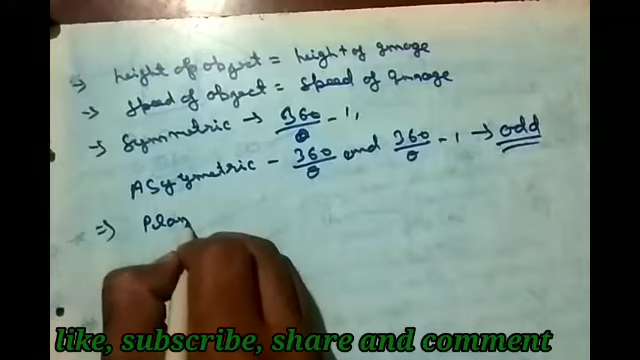 => height of object = height of image
=> Speed of object = Speed of image
=> Symmetric → 360/θ - 1,
ASyymetric - 360/θ and 360/θ - 1 → odd
=> Plan
like, subscribe, share and comment